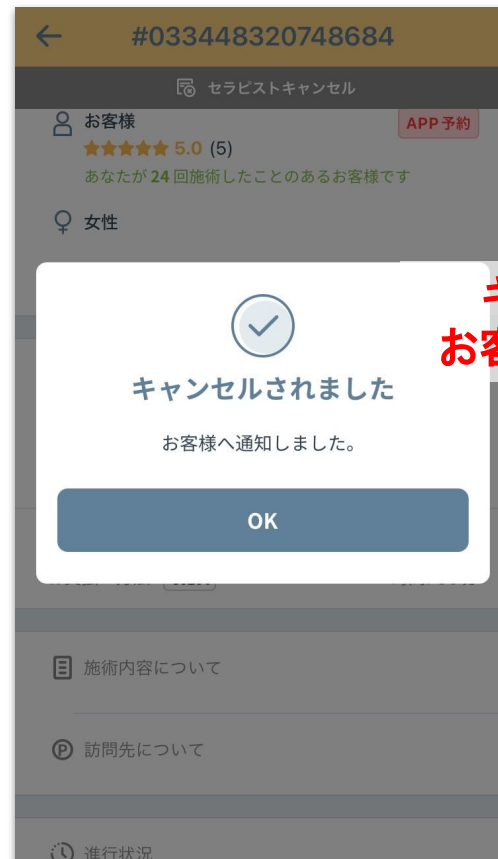 #033448320748684
セラピストキャンセル
お客様
APP予約
5.0 (5)
あなたが 24 回施術したことのあるお客様です
女性
キ
お客
キャンセルされました
お客様へ通知しました。
OK
施術内容について
訪問先について
進行状況